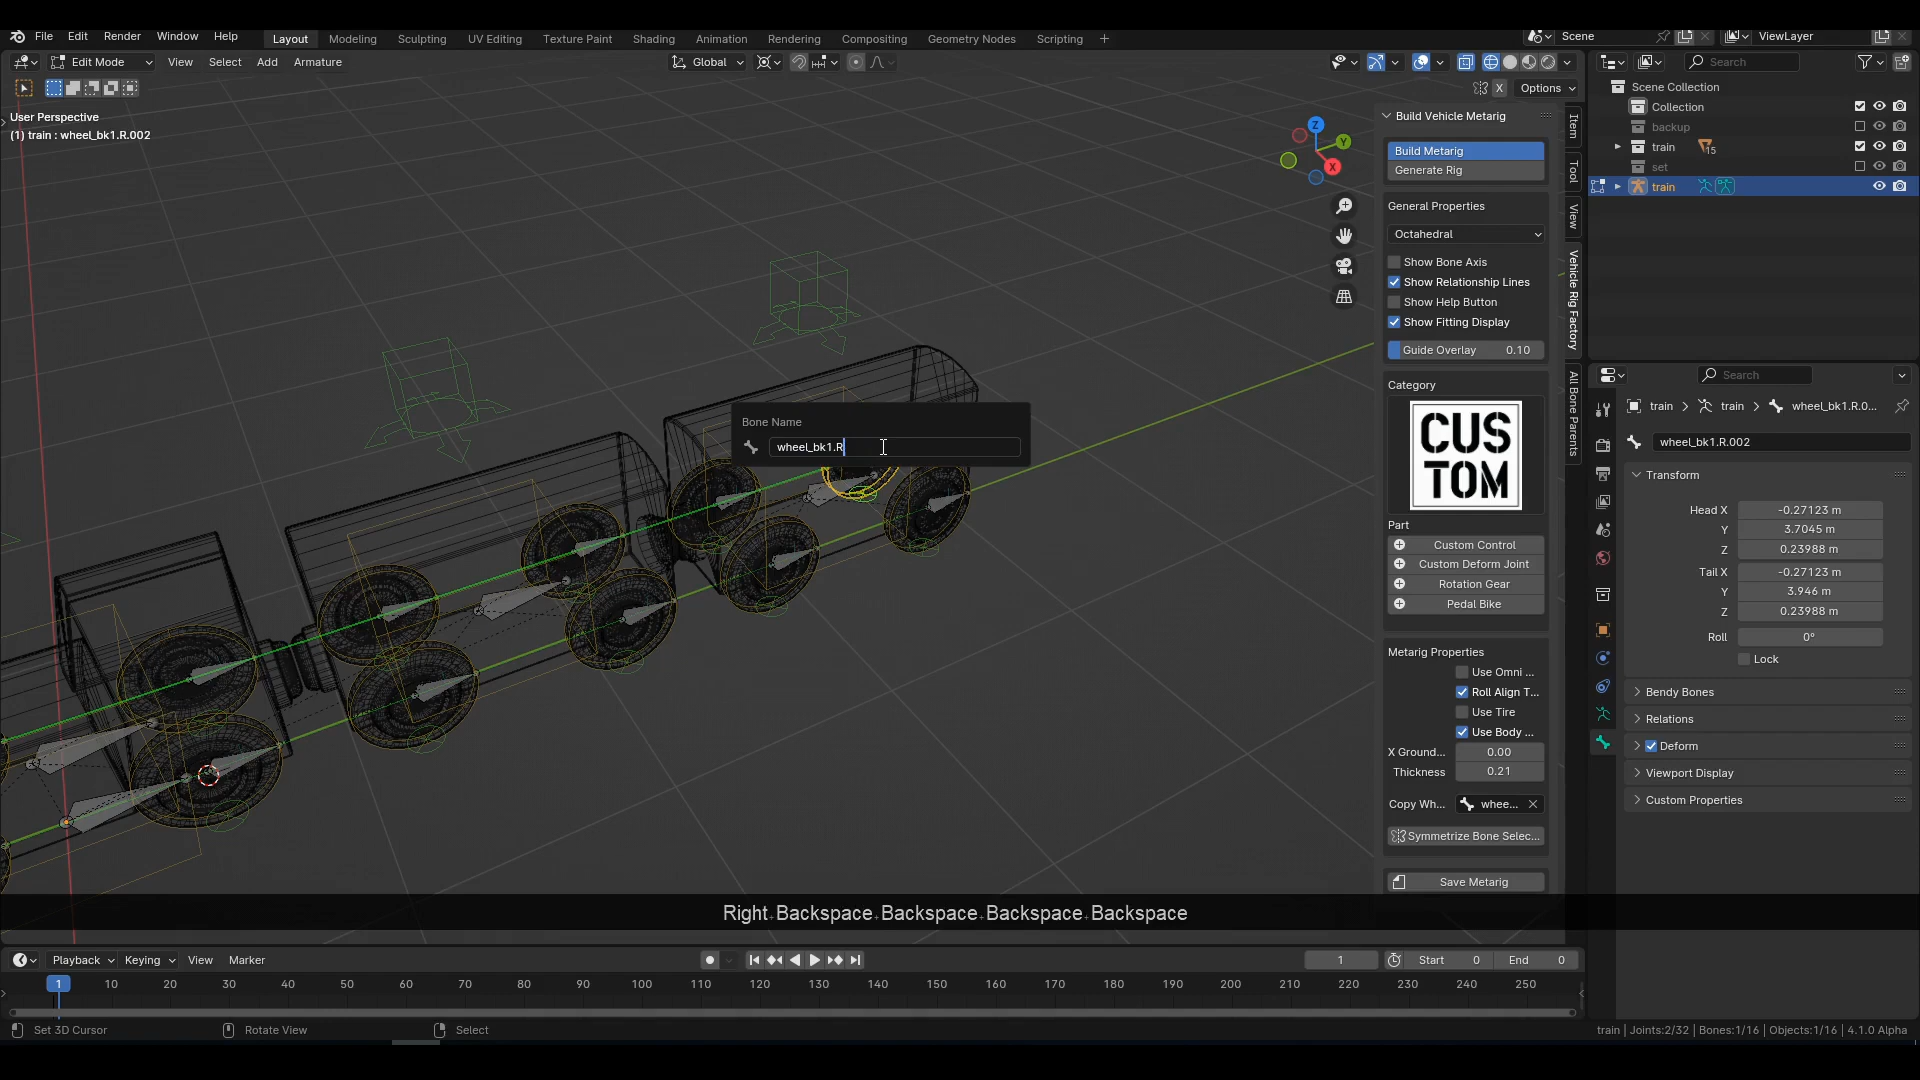 File Edit Render Window Help Layout Modeling Sculpting UV Editing Texture Paint Shading Animation Rendering Compositing Geometry Nodes Scripting + Scene ViewLayer
Edit Mode View Select Add Armature Global Search
X Options
User Perspective
(1) train : wheel_bk1.R.002
Scene Collection
Collection
backup
train 15
set
train
Z
Y
X
Build Vehicle Metarig
Build Metarig
Generate Rig
General Properties
Octahedral
Show Bone Axis
Show Relationship Lines
Show Help Button
Show Fitting Display
Guide Overlay 0.10
Category
CUS
TOM
Part
Custom Control
Custom Deform Joint
Rotation Gear
Pedal Bike
Metarig Properties
Use Omni ...
Roll Align T...
Use Tire
Use Body ...
X Ground... 0.00
Thickness 0.21
Copy Wh... whee...
Symmetrize Bone Selec...
Save Metarig
Item
Tool
View
Vehicle Rig Factory
All Bone Parents
Bone Name
wheel_bk1.R
Search
train train wheel_bk1.R.0...
wheel_bk1.R.002
Transform
Head X -0.27123 m
Y 3.7045 m
Z 0.23988 m
Tail X -0.27123 m
Y 3.946 m
Z 0.23988 m
Roll 0°
Lock
Bendy Bones
Relations
Deform
Viewport Display
Custom Properties
Right Backspace Backspace Backspace Backspace
Playback Keying View Marker 1 Start 0 End 0
1 10 20 30 40 50 60 70 80 90 100 110 120 130 140 150 160 170 180 190 200 210 220 230 240 250
Set 3D Cursor Rotate View Select train | Joints:2/32 | Bones:1/16 | Objects:1/16 | 4.1.0 Alpha